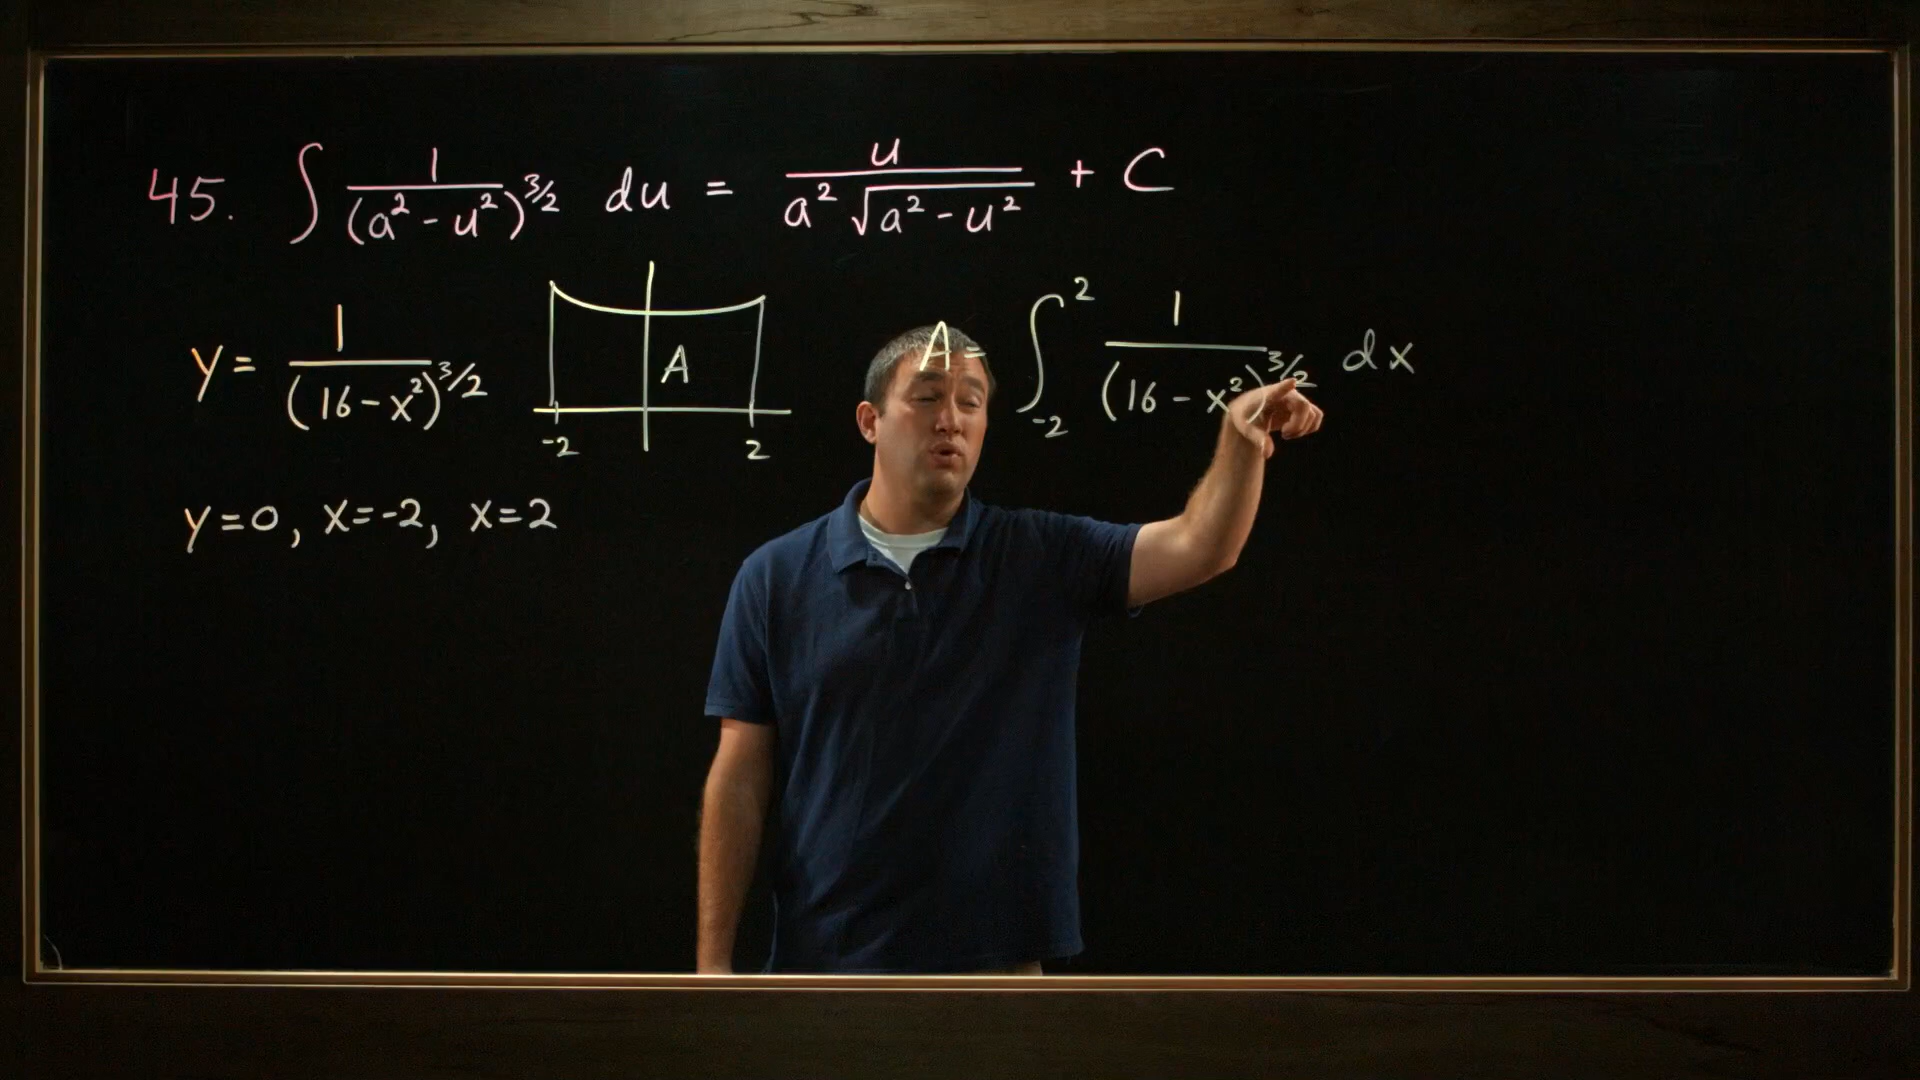 45. ∫ 1/(a² - u²)^3/2 du = u/(a² √(a² - u²)) + C
y = 1/(16 - x²)^3/2
A
-2 2
A = ∫_-2^2 1/(16 - x²)^3/2 dx
y=0, x=-2, x=2